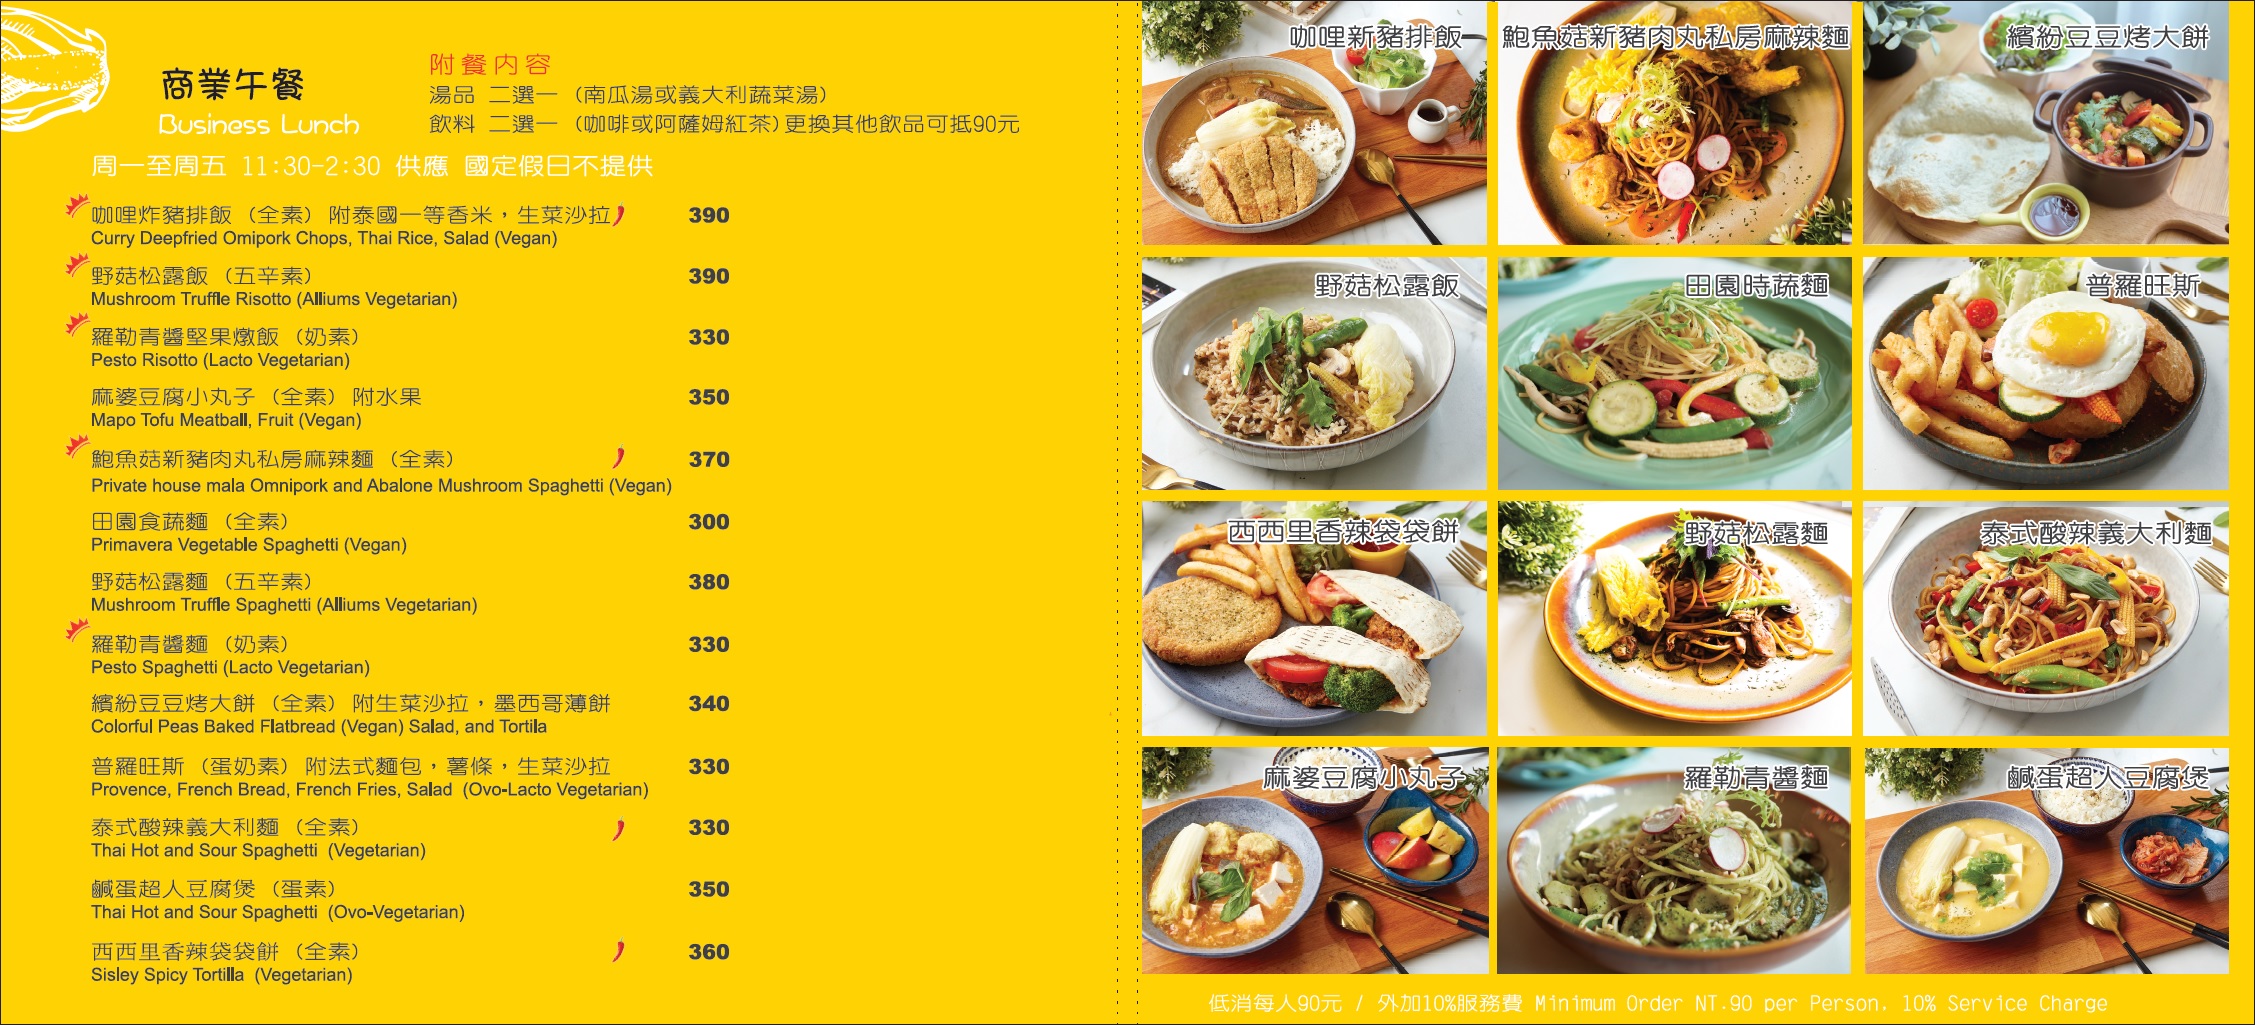 商業午餐
Business Lunch
附餐內容
湯品 二選一 (南瓜湯或義大利蔬菜湯)
飲料 二選一 (咖啡或阿薩姆紅茶)更換其他飲品可抵90元
周一至周五 11:30-2:30 供應 國定假日不提供
咖哩炸豬排飯 (全素) 附泰國一等香米,生菜沙拉 390
Curry Deepfried Omipork Chops, Thai Rice, Salad (Vegan)
野菇松露飯 (五辛素) 390
Mushroom Truffle Risotto (Alliums Vegetarian)
羅勒青醬堅果燉飯 (奶素) 330
Pesto Risotto (Lacto Vegetarian)
麻婆豆腐小丸子 (全素) 附水果 350
Mapo Tofu Meatball, Fruit (Vegan)
鮑魚菇新豬肉丸私房麻辣麵 (全素) 370
Private house mala Omnipork and Abalone Mushroom Spaghetti (Vegan)
田園食蔬麵 (全素) 300
Primavera Vegetable Spaghetti (Vegan)
野菇松露麵 (五辛素) 380
Mushroom Truffle Spaghetti (Alliums Vegetarian)
羅勒青醬麵 (奶素) 330
Pesto Spaghetti (Lacto Vegetarian)
繽紛豆豆烤大餅 (全素) 附生菜沙拉,墨西哥薄餅 340
Colorful Peas Baked Flatbread (Vegan) Salad, and Tortila
普羅旺斯 (蛋奶素) 附法式麵包,薯條,生菜沙拉 330
Provence, French Bread, French Fries, Salad (Ovo-Lacto Vegetarian)
泰式酸辣義大利麵 (全素) 330
Thai Hot and Sour Spaghetti (Vegetarian)
鹹蛋超人豆腐煲 (蛋素) 350
Thai Hot and Sour Spaghetti (Ovo-Vegetarian)
西西里香辣袋袋餅 (全素) 360
Sisley Spicy Tortilla (Vegetarian)
咖哩新豬排飯
鮑魚菇新豬肉丸私房麻辣麵
繽紛豆豆烤大餅
野菇松露飯
田園時蔬麵
普羅旺斯
西西里香辣袋袋餅
野菇松露麵
泰式酸辣義大利麵
麻婆豆腐小丸子
羅勒青醬麵
鹹蛋超人豆腐煲
低消每人90元 / 外加10%服務費 Minimum Order NT.90 per Person, 10% Service Charge